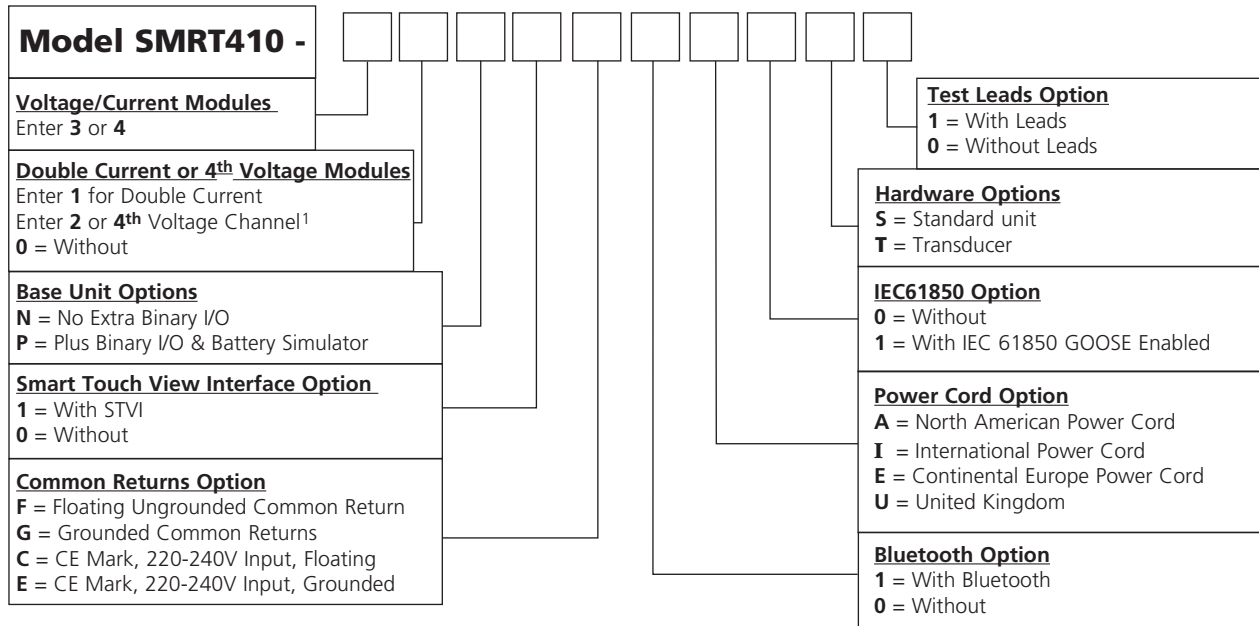 Model SMRT410 -
Voltage/Current Modules
Enter 3 or 4
Double Current or 4th Voltage Modules
Enter 1 for Double Current
Enter 2 or 4th Voltage Channel1
0 = Without
Base Unit Options
N = No Extra Binary I/O
P = Plus Binary I/O & Battery Simulator
Smart Touch View Interface Option
1 = With STVI
0 = Without
Common Returns Option
F = Floating Ungrounded Common Return
G = Grounded Common Returns
C = CE Mark, 220-240V Input, Floating
E = CE Mark, 220-240V Input, Grounded
Test Leads Option
1 = With Leads
0 = Without Leads
Hardware Options
S = Standard unit
T = Transducer
IEC61850 Option
0 = Without
1 = With IEC 61850 GOOSE Enabled
Power Cord Option
A = North American Power Cord
I = International Power Cord
E = Continental Europe Power Cord
U = United Kingdom
Bluetooth Option
1 = With Bluetooth
0 = Without